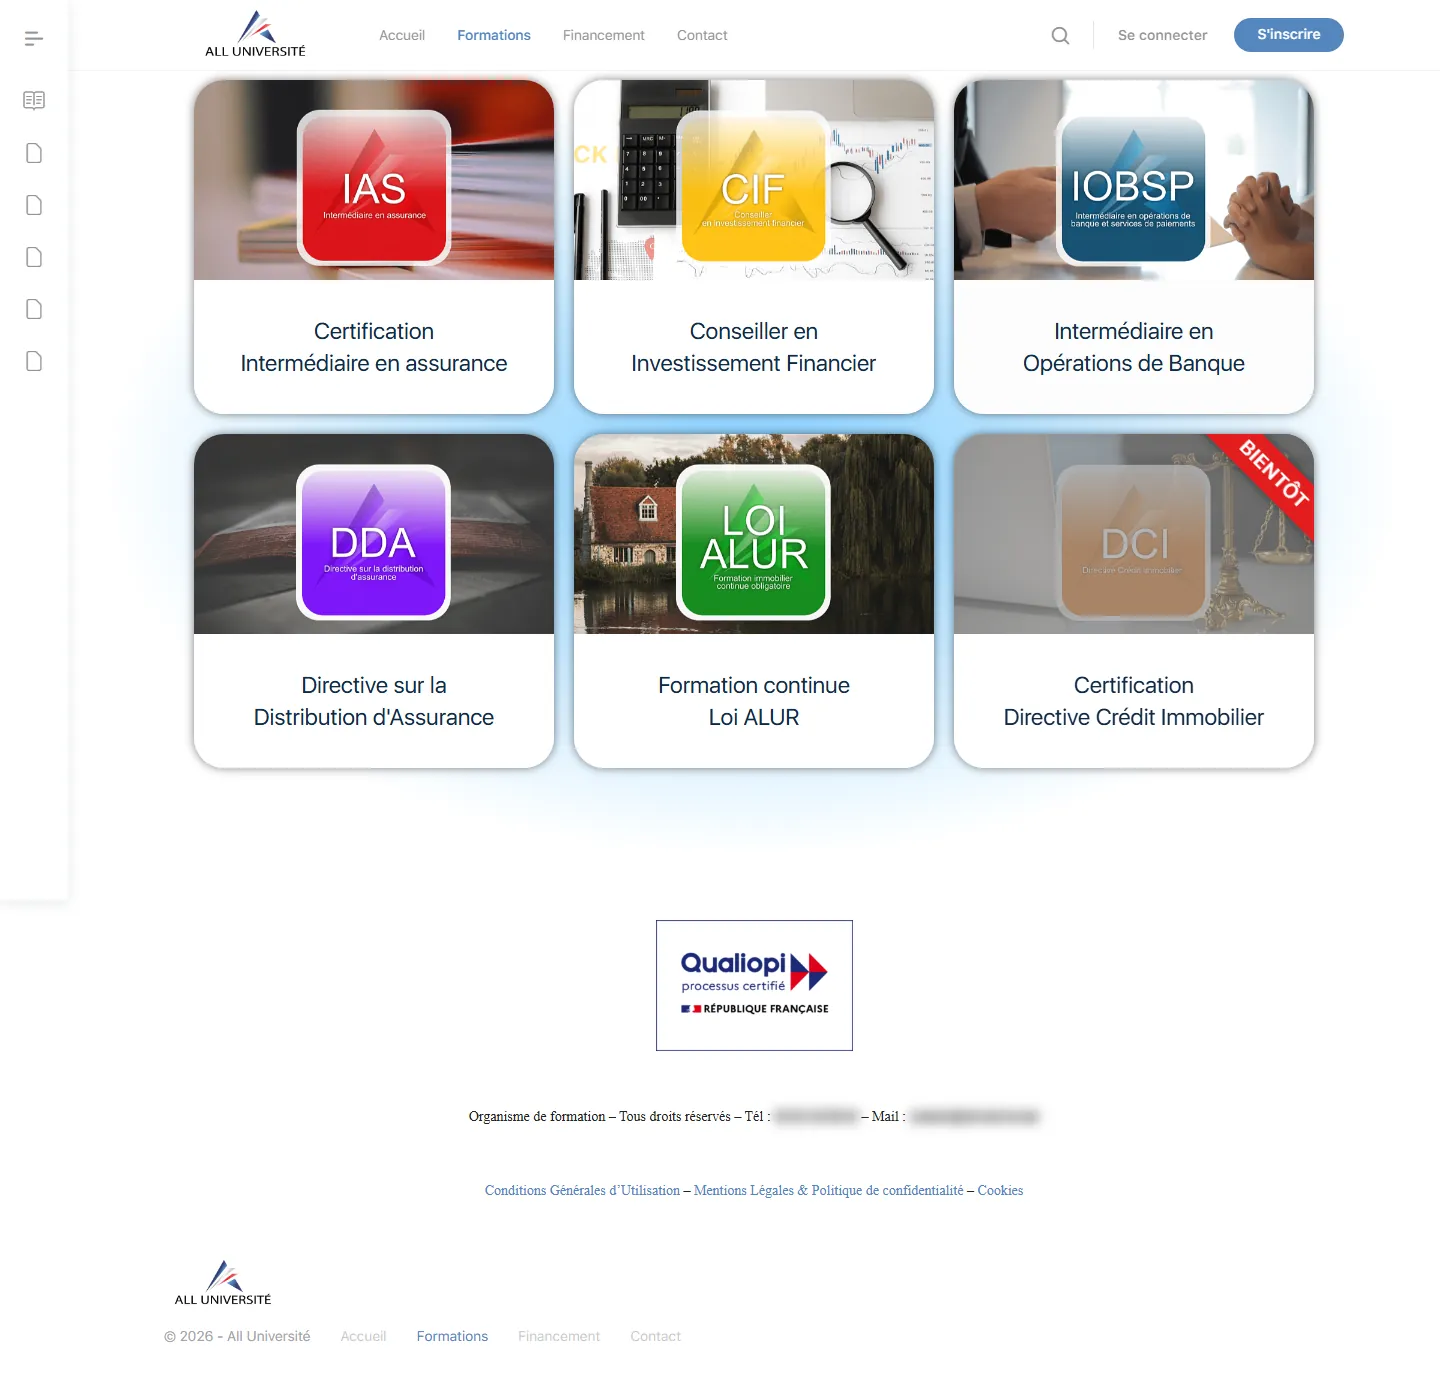 ALL UNIVERSITÉ
Accueil
Formations
Financement
Contact
Se connecter
S'inscrire
IAS
Intermédiaire en assurance
CK
CIF
Conseiller
en Investissement financier
IOBSP
Intermédiaire en opérations de
banque et services de paiements
Certification
Intermédiaire en assurance
Conseiller en
Investissement Financier
Intermédiaire en
Opérations de Banque
DDA
Directive sur la distribution
d'assurance
LOI
ALUR
Formation immobilier
continue obligatoire
DCI
Directive Crédit immobilier
BIENTÔT
Directive sur la
Distribution d'Assurance
Formation continue
Loi ALUR
Certification
Directive Crédit Immobilier
Qualiopi
processus certifié
RÉPUBLIQUE FRANÇAISE
Organisme de formation – Tous droits réservés – Tél : – Mail :
Conditions Générales d’Utilisation – Mentions Légales & Politique de confidentialité – Cookies
ALL UNIVERSITÉ
© 2026 - All Université
Accueil
Formations
Financement
Contact